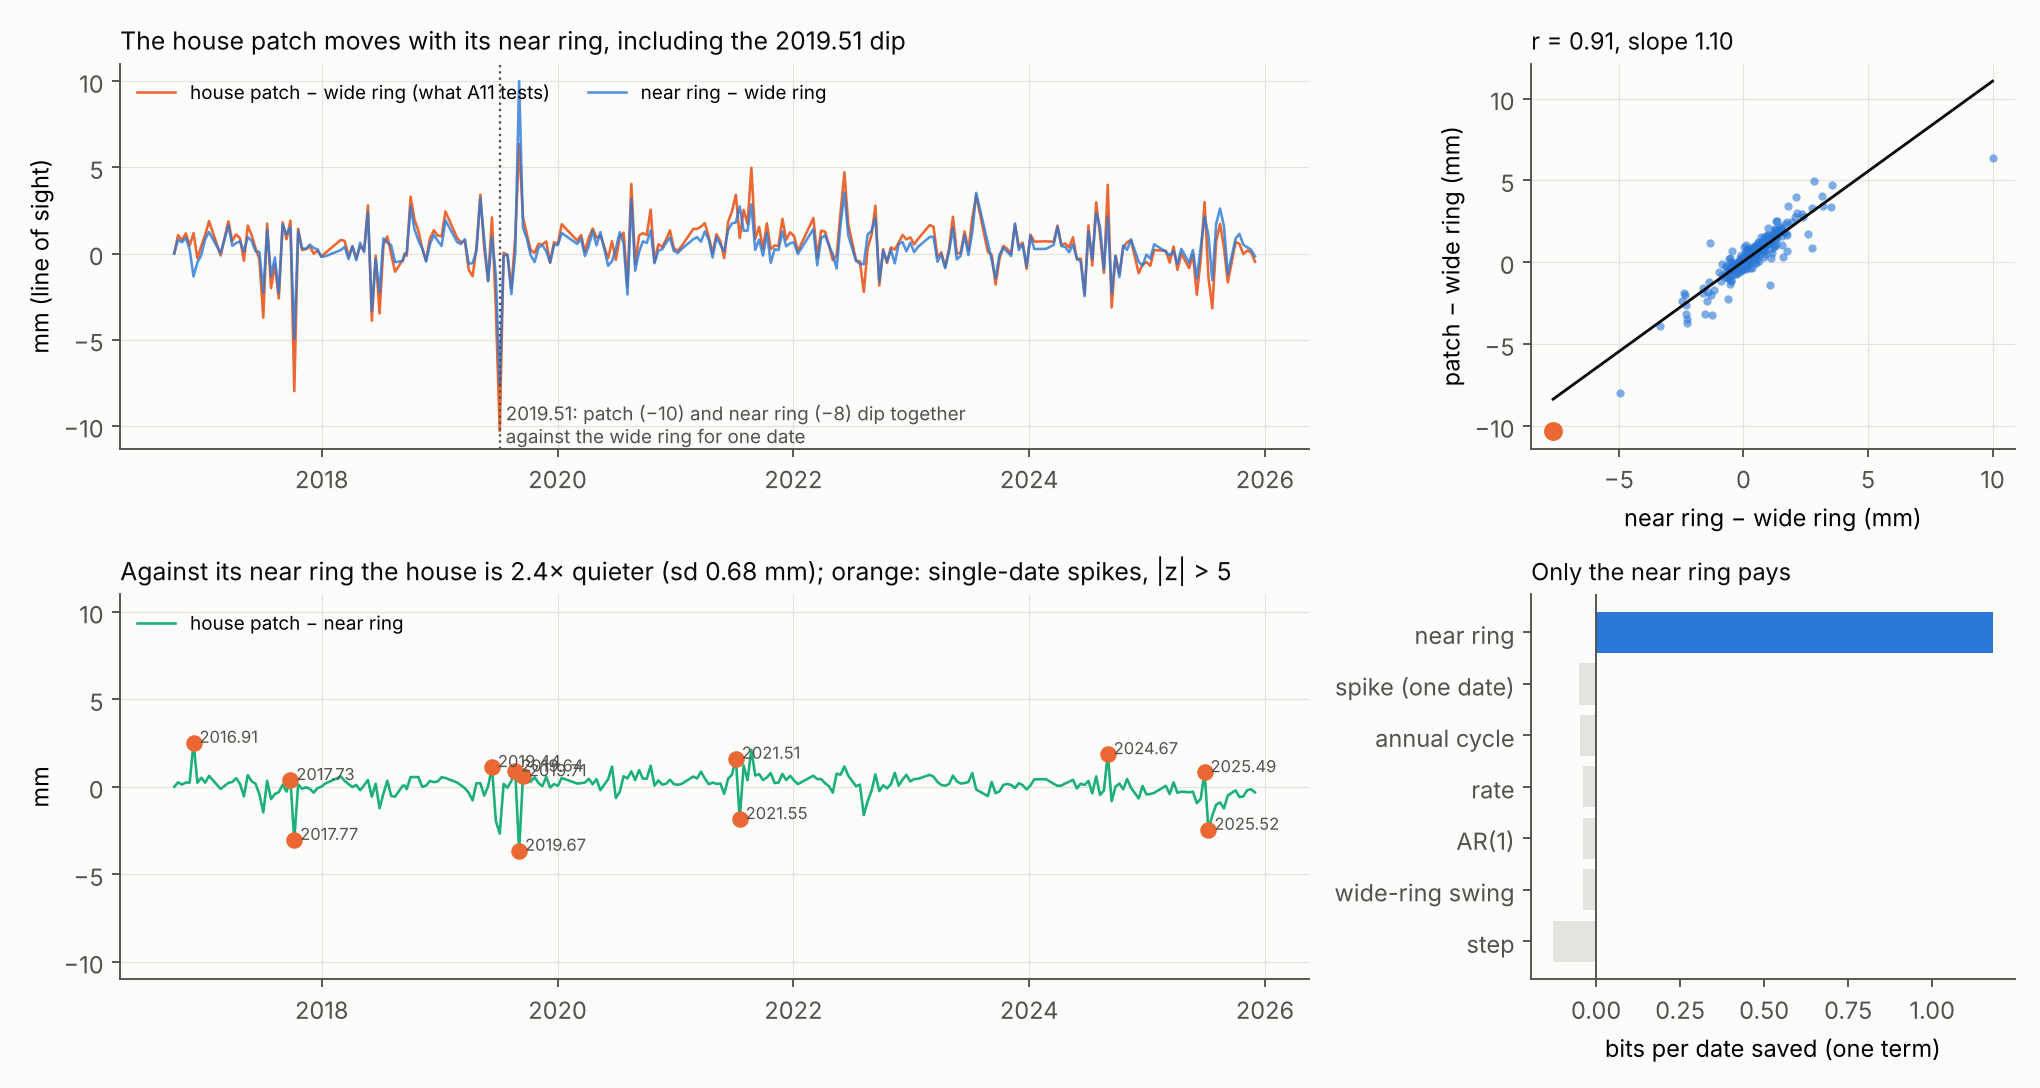 The house patch moves with its near ring, including the 2019.51 dip
house patch − wide ring (what A11 tests)
near ring − wide ring
mm (line of sight)
10
5
0
−5
−10
2019.51: patch (−10) and near ring (−8) dip together
against the wide ring for one date
2018
2020
2022
2024
2026
r = 0.91, slope 1.10
patch − wide ring (mm)
10
5
0
−5
−10
−5
0
5
10
near ring − wide ring (mm)
Against its near ring the house is 2.4× quieter (sd 0.68 mm); orange: single-date spikes, |z| > 5
house patch − near ring
mm
10
5
0
−5
−10
2016.91
2017.73
2017.77
2019.44
2019.64
2019.71
2019.67
2021.51
2021.55
2024.67
2025.49
2025.52
2018
2020
2022
2024
2026
Only the near ring pays
near ring
spike (one date)
annual cycle
rate
AR(1)
wide-ring swing
step
0.00
0.25
0.50
0.75
1.00
bits per date saved (one term)